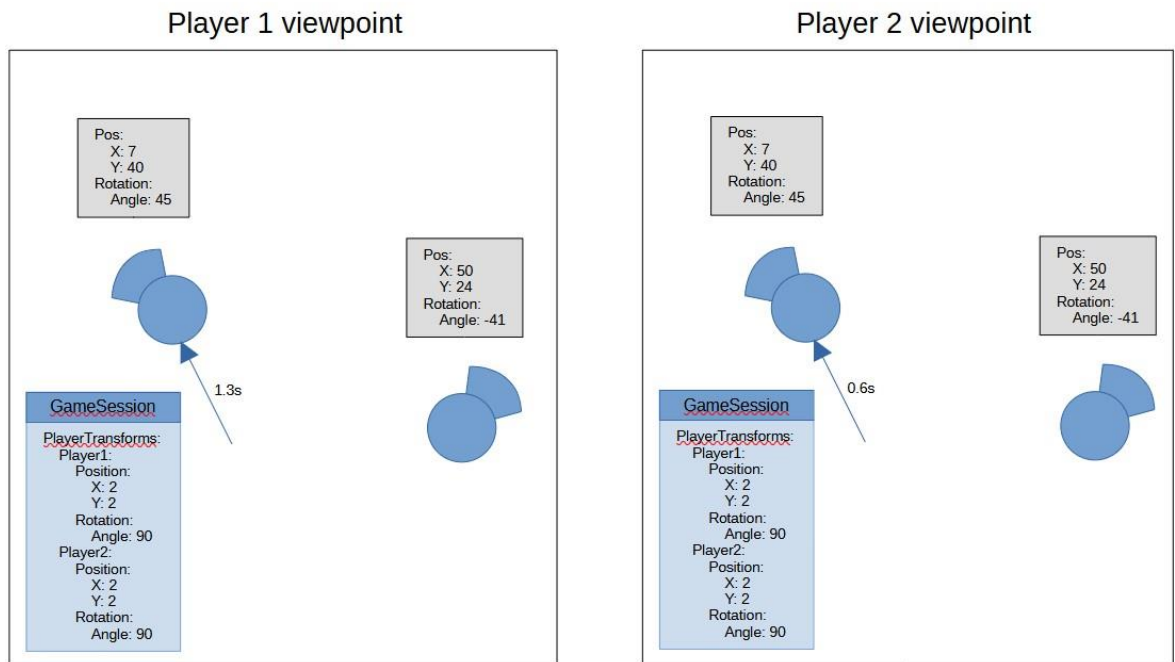 Player 1 viewpoint
Pos:
X: 7
Y: 40
Rotation:
Angle: 45
Pos:
X: 50
Y: 24
Rotation:
Angle: -41
1.3s
GameSession
PlayerTransforms:
Player1:
Position:
X: 2
Y: 2
Rotation:
Angle: 90
Player2:
Position:
X: 2
Y: 2
Rotation:
Angle: 90
Player 2 viewpoint
Pos:
X: 7
Y: 40
Rotation:
Angle: 45
Pos:
X: 50
Y: 24
Rotation:
Angle: -41
0.6s
GameSession
PlayerTransforms:
Player1:
Position:
X: 2
Y: 2
Rotation:
Angle: 90
Player2:
Position:
X: 2
Y: 2
Rotation:
Angle: 90